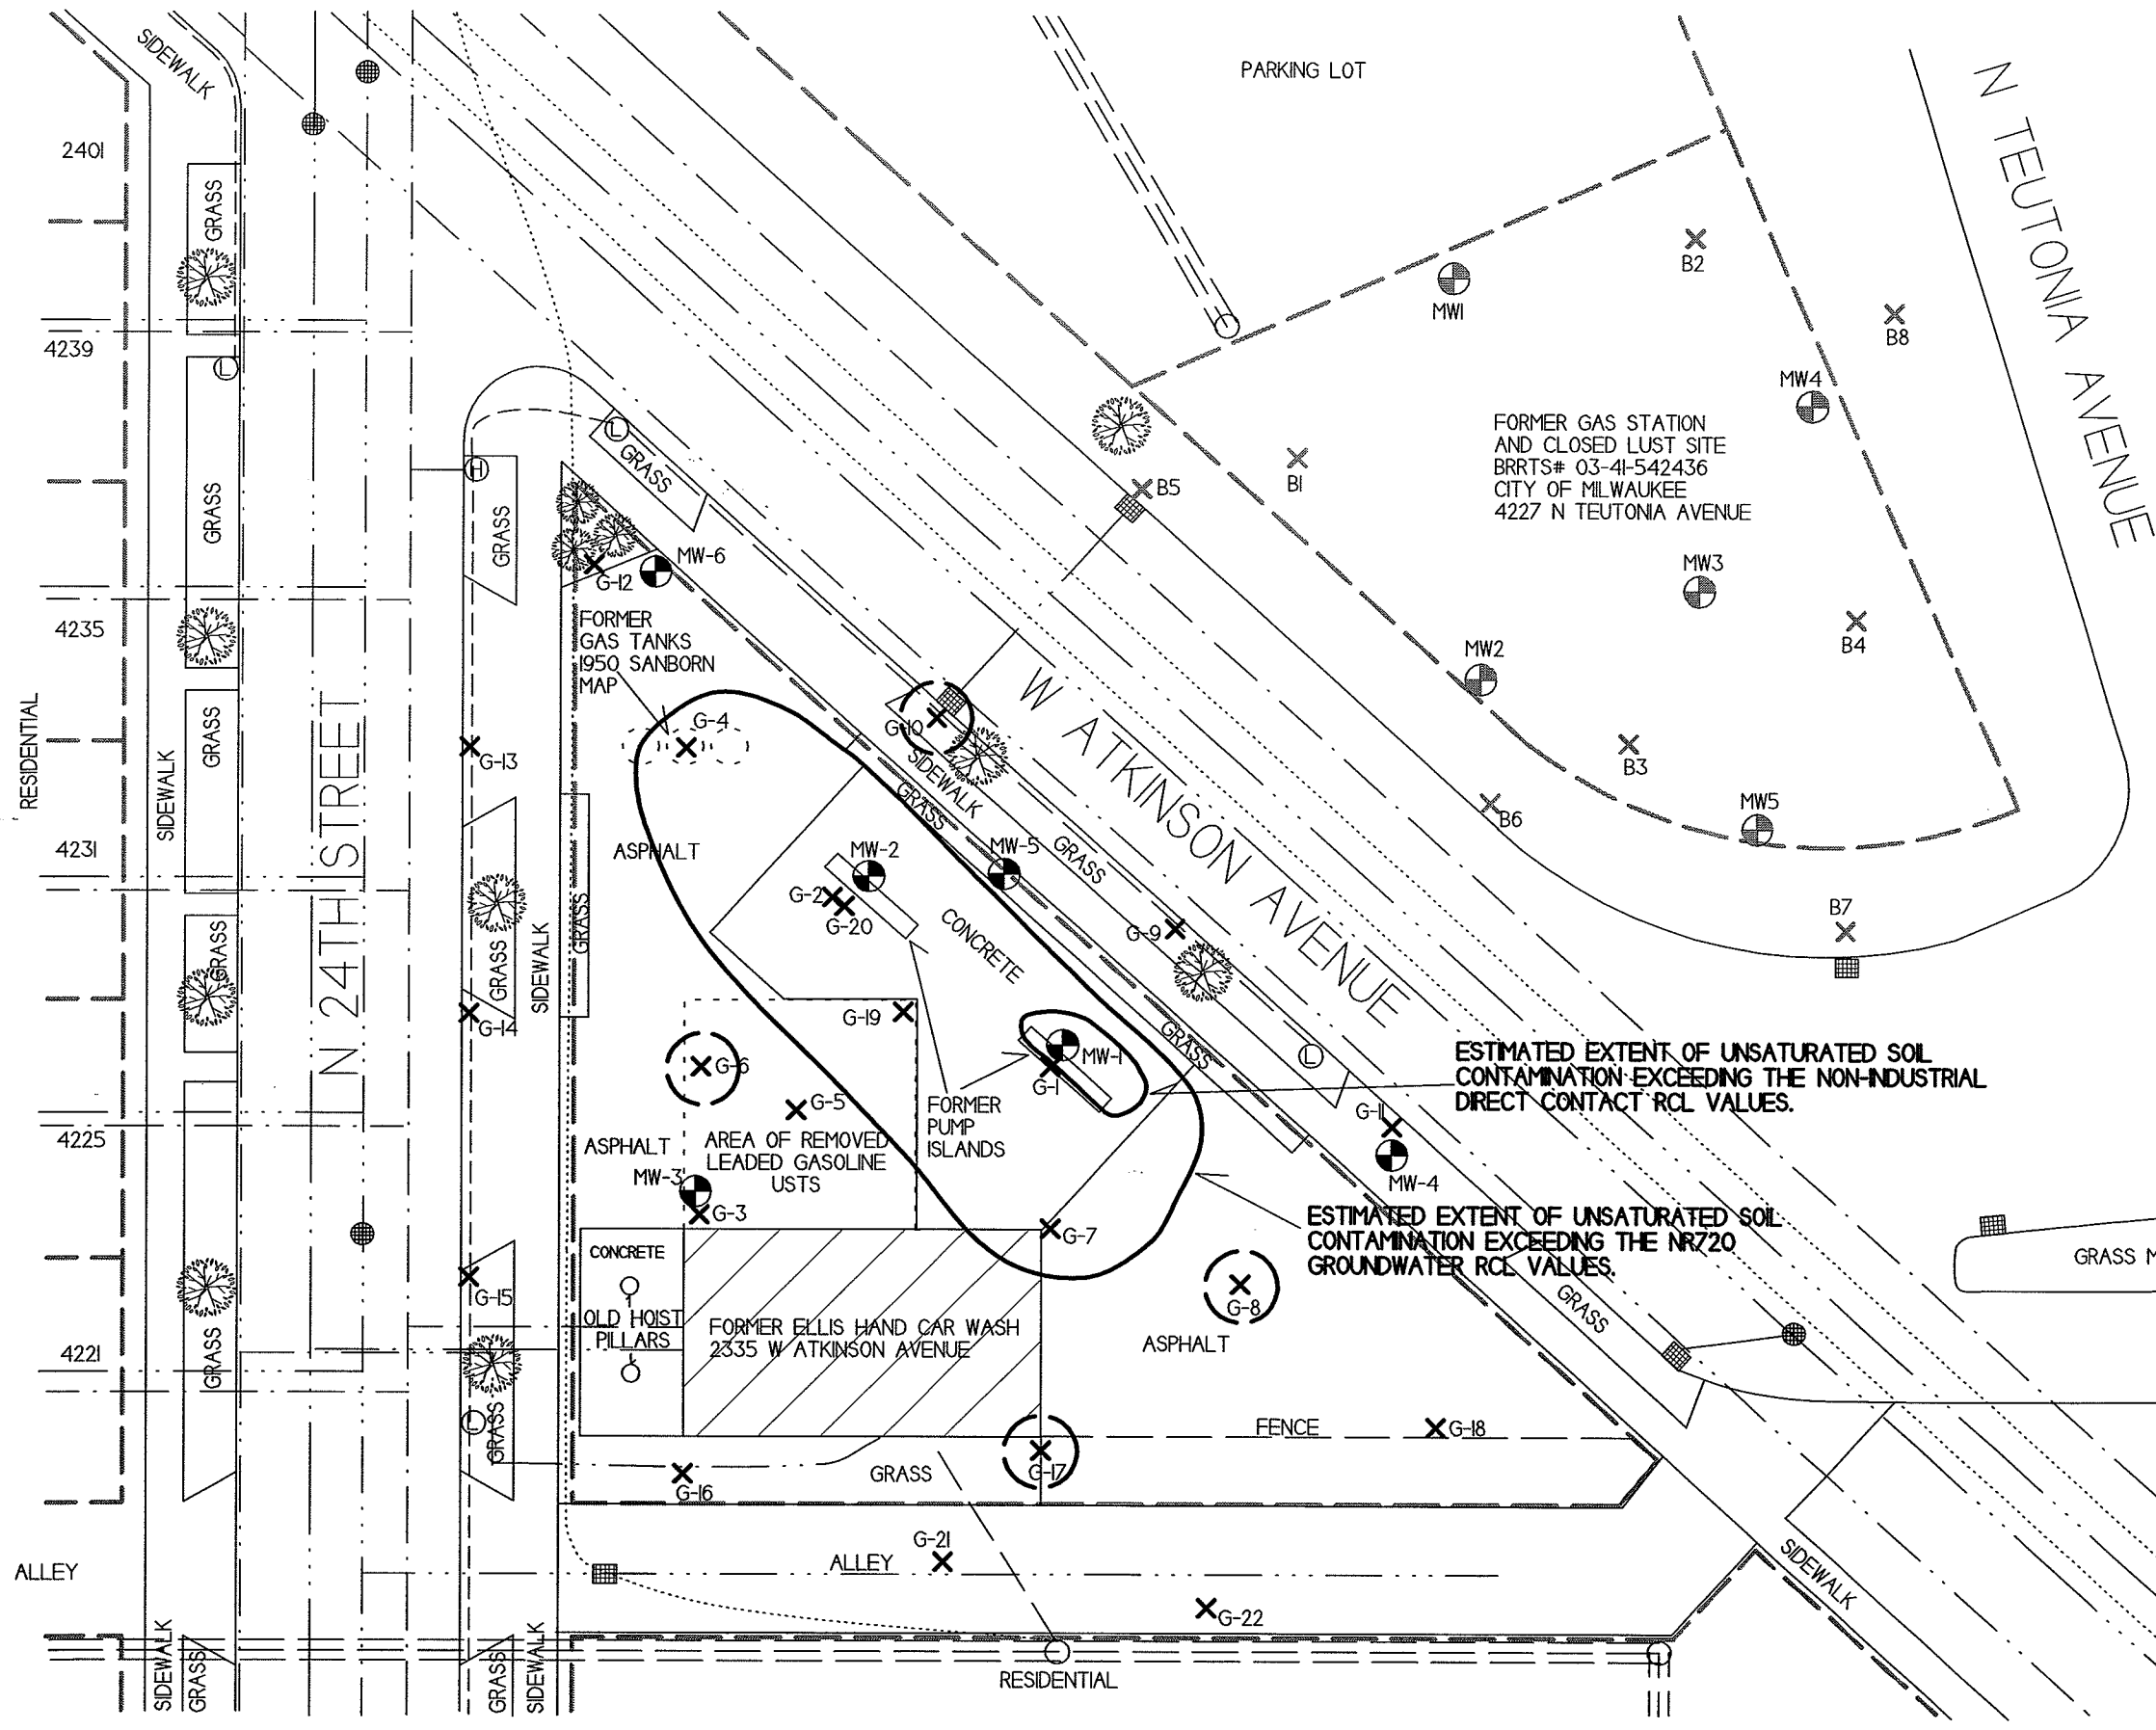 SIDEWALK
PARKING LOT
N TEUTONIA AVENUE
2401
GRASS
B2
MW1
B8
4239
MW4
FORMER GAS STATION
AND CLOSED LUST SITE
BRRTS# 03-41-542436
CITY OF MILWAUKEE
4227 N TEUTONIA AVENUE
L
L
GRASS
H
B1
B5
GRASS
GRASS
MW-6
G-12
MW3
FORMER
GAS TANKS
1950 SANBORN
MAP
4235
B4
MW2
W ATKINSON AVENUE
RESIDENTIAL
GRASS
N 24TH STREET
SIDEWALK
G-4
G-10
G-13
SIDEWALK
GRASS
B3
MW5
B6
4231
ASPHALT
MW-2
MW-5
GRASS
G-2
G-20
CONCRETE
G-9
B7
GRASS
GRASS
GRASS
SIDEWALK
G-14
G-19
MW-1
G-1
GRASS
L
G-6
G-5
FORMER
PUMP
ISLANDS
ESTIMATED EXTENT OF UNSATURATED SOIL
CONTAMINATION EXCEEDING THE NON-INDUSTRIAL
DIRECT CONTACT RCL VALUES.
G-11
4225
ASPHALT
AREA OF REMOVED
LEADED GASOLINE
USTS
MW-3
G-3
MW-4
G-7
ESTIMATED EXTENT OF UNSATURATED SOIL
CONTAMINATION EXCEEDING THE NR720
GROUNDWATER RCL VALUES.
CONCRETE
GRASS M
G-15
G-8
GRASS
OLD HOIST
PILLARS
FORMER ELLIS HAND CAR WASH
2335 W ATKINSON AVENUE
ASPHALT
4221
GRASS
L
GRASS
FENCE
G-18
G-16
GRASS
G-17
G-21
ALLEY
ALLEY
SIDEWALK
G-22
SIDEWALK
GRASS
GRASS
SIDEWALK
RESIDENTIAL